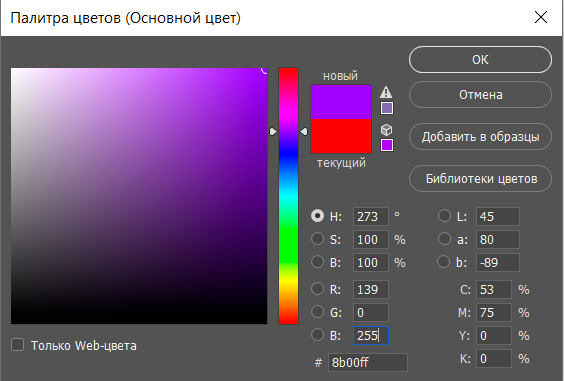 Палитра цветов (Основной цвет)
новый
текущий
ОК
Отмена
Добавить в образцы
Библиотеки цветов
H: 273 °
S: 100 %
B: 100 %
R: 139
G: 0
B: 255
L: 45
a: 80
b: -89
C: 53 %
M: 75 %
Y: 0 %
K: 0 %
# 8b00ff
Только Web-цвета